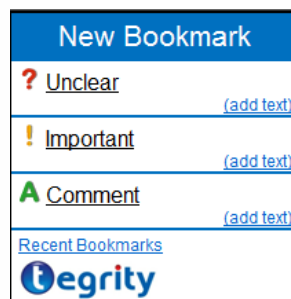 New Bookmark
? Unclear
(add text)
! Important
(add text)
A Comment
(add text)
Recent Bookmarks
tegrity